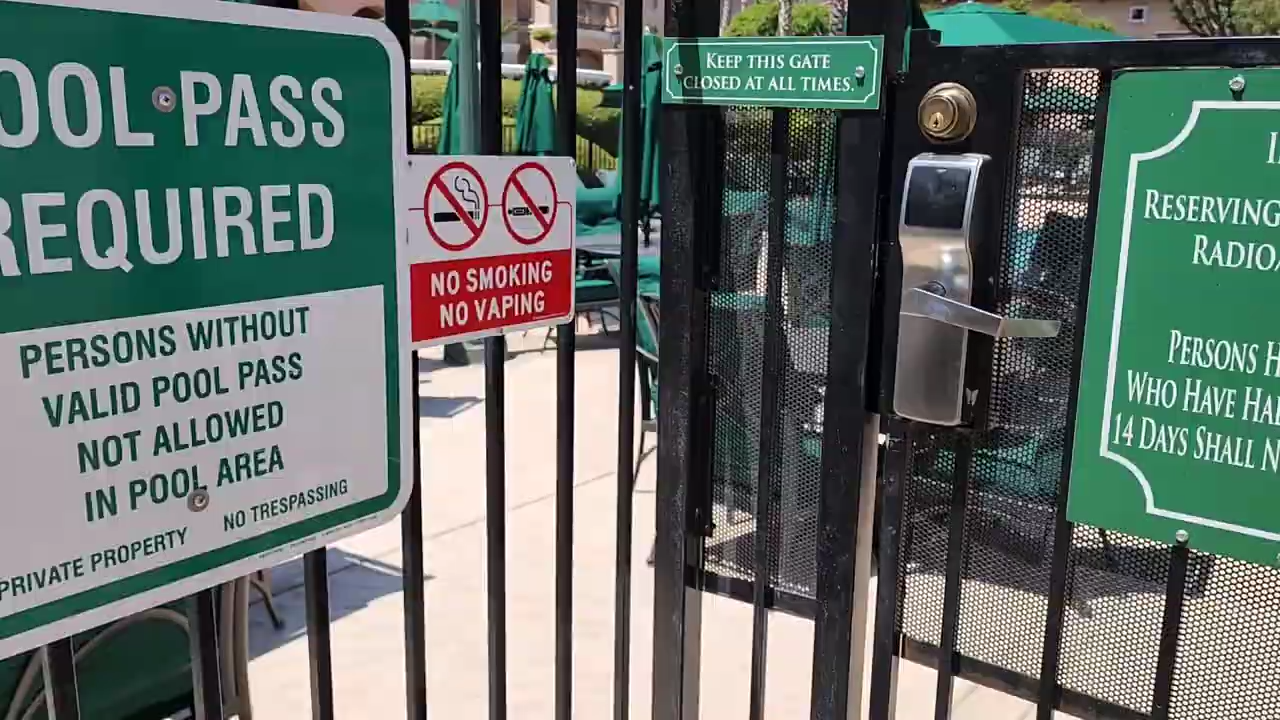 OOL PASS
REQUIRED
PERSONS WITHOUT
VALID POOL PASS
NOT ALLOWED
IN POOL AREA
PRIVATE PROPERTY NO TRESPASSING
NO SMOKING
NO VAPING
KEEP THIS GATE
CLOSED AT ALL TIMES.
RESERVING
PERSONS H
WHO HAVE HA
14 DAYS SHALL N